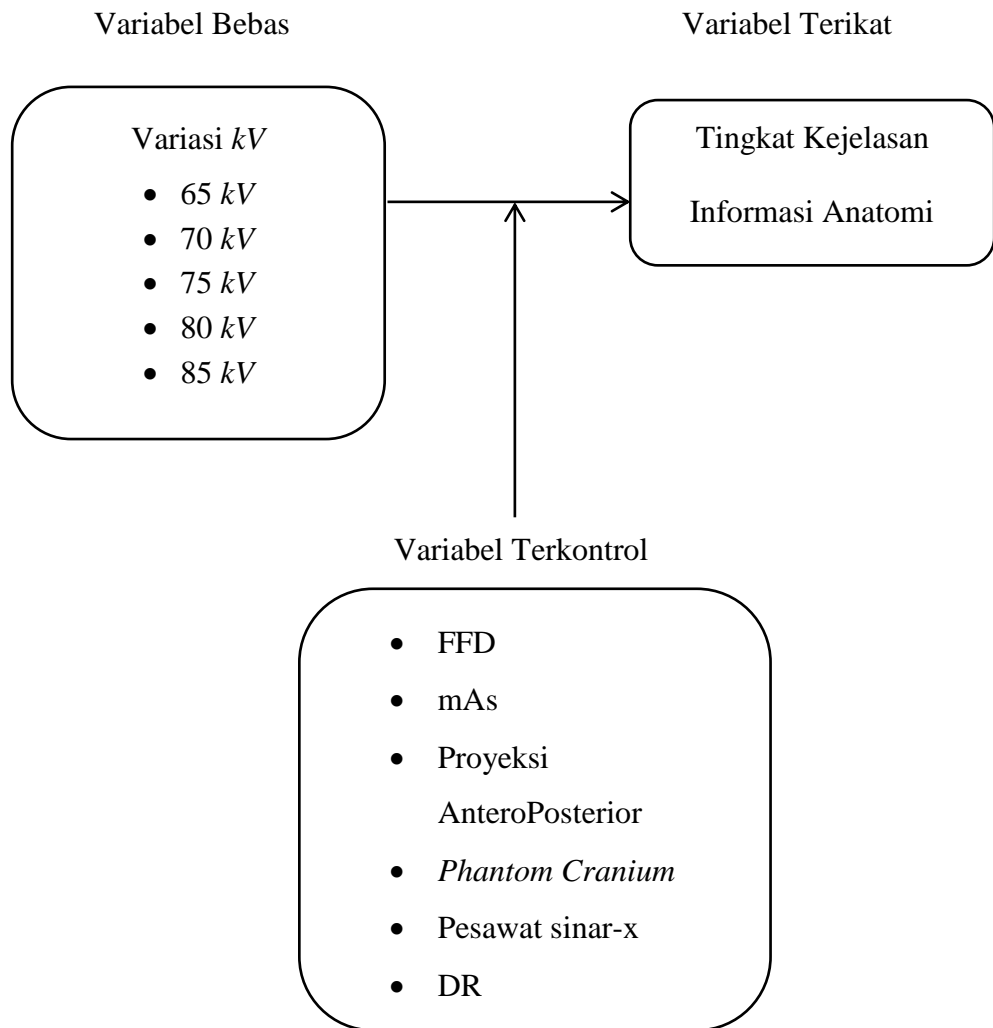 Variabel Bebas
Variabel Terikat
Variasi kV
• 65 kV
• 70 kV
• 75 kV
• 80 kV
• 85 kV
Tingkat Kejelasan
Informasi Anatomi
Variabel Terkontrol
• FFD
• mAs
• Proyeksi
AnteroPosterior
• Phantom Cranium
• Pesawat sinar-x
• DR